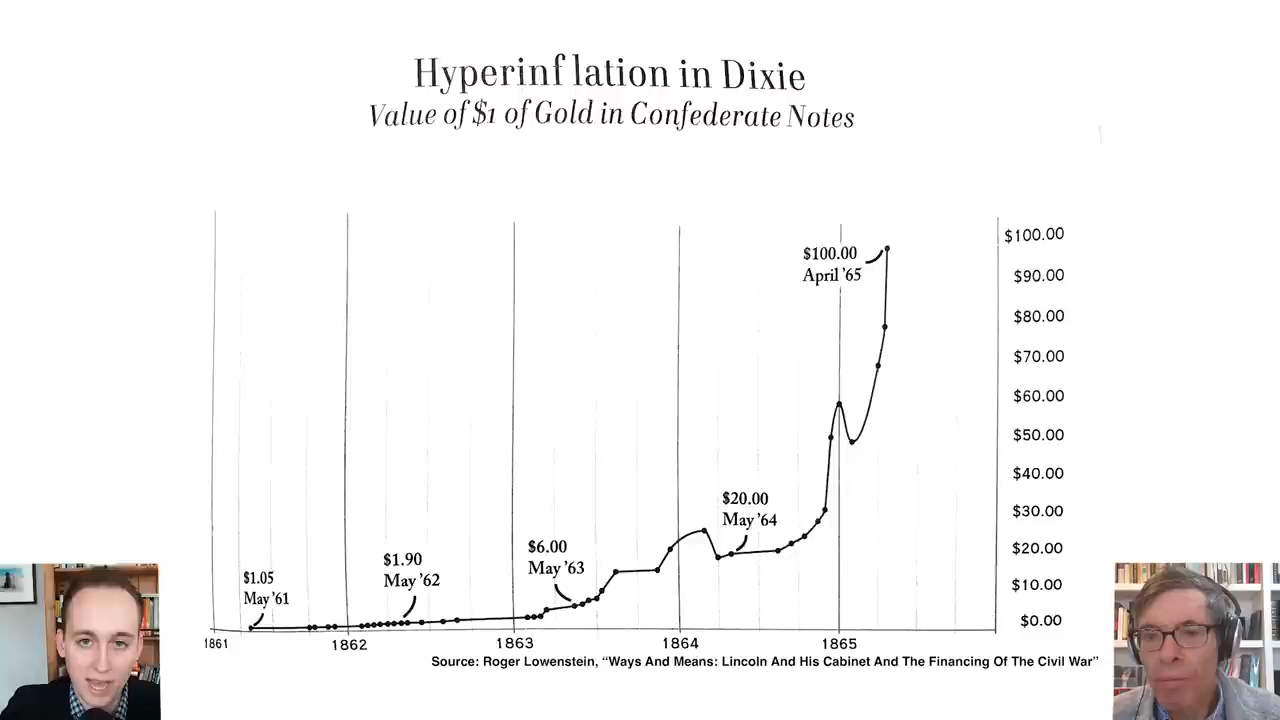 Hyperinf lation in Dixie
Value of $1 of Gold in Confederate Notes
$100.00
$100.00
April ’65
$90.00
$80.00
$70.00
$60.00
$50.00
$40.00
$20.00
May ’64
$30.00
$20.00
$6.00
May ’63
$1.90
May ’62
$10.00
$1.05
May ’61
$0.00
1861
1862
1863
1864
1865
Source: Roger Lowenstein, “Ways And Means: Lincoln And His Cabinet And The Financing Of The Civil War”